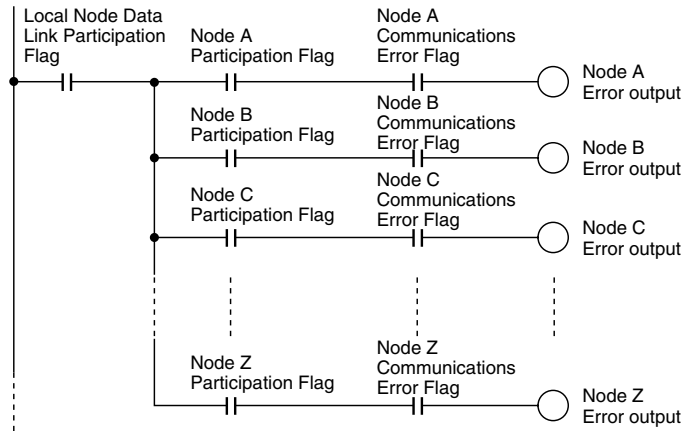 Local Node Data
Link Participation
Flag
Node A
Participation Flag
Node A
Communications
Error Flag
Node A
Error output
Node B
Participation Flag
Node B
Communications
Error Flag
Node B
Error output
Node C
Participation Flag
Node C
Communications
Error Flag
Node C
Error output
Node Z
Participation Flag
Node Z
Communications
Error Flag
Node Z
Error output